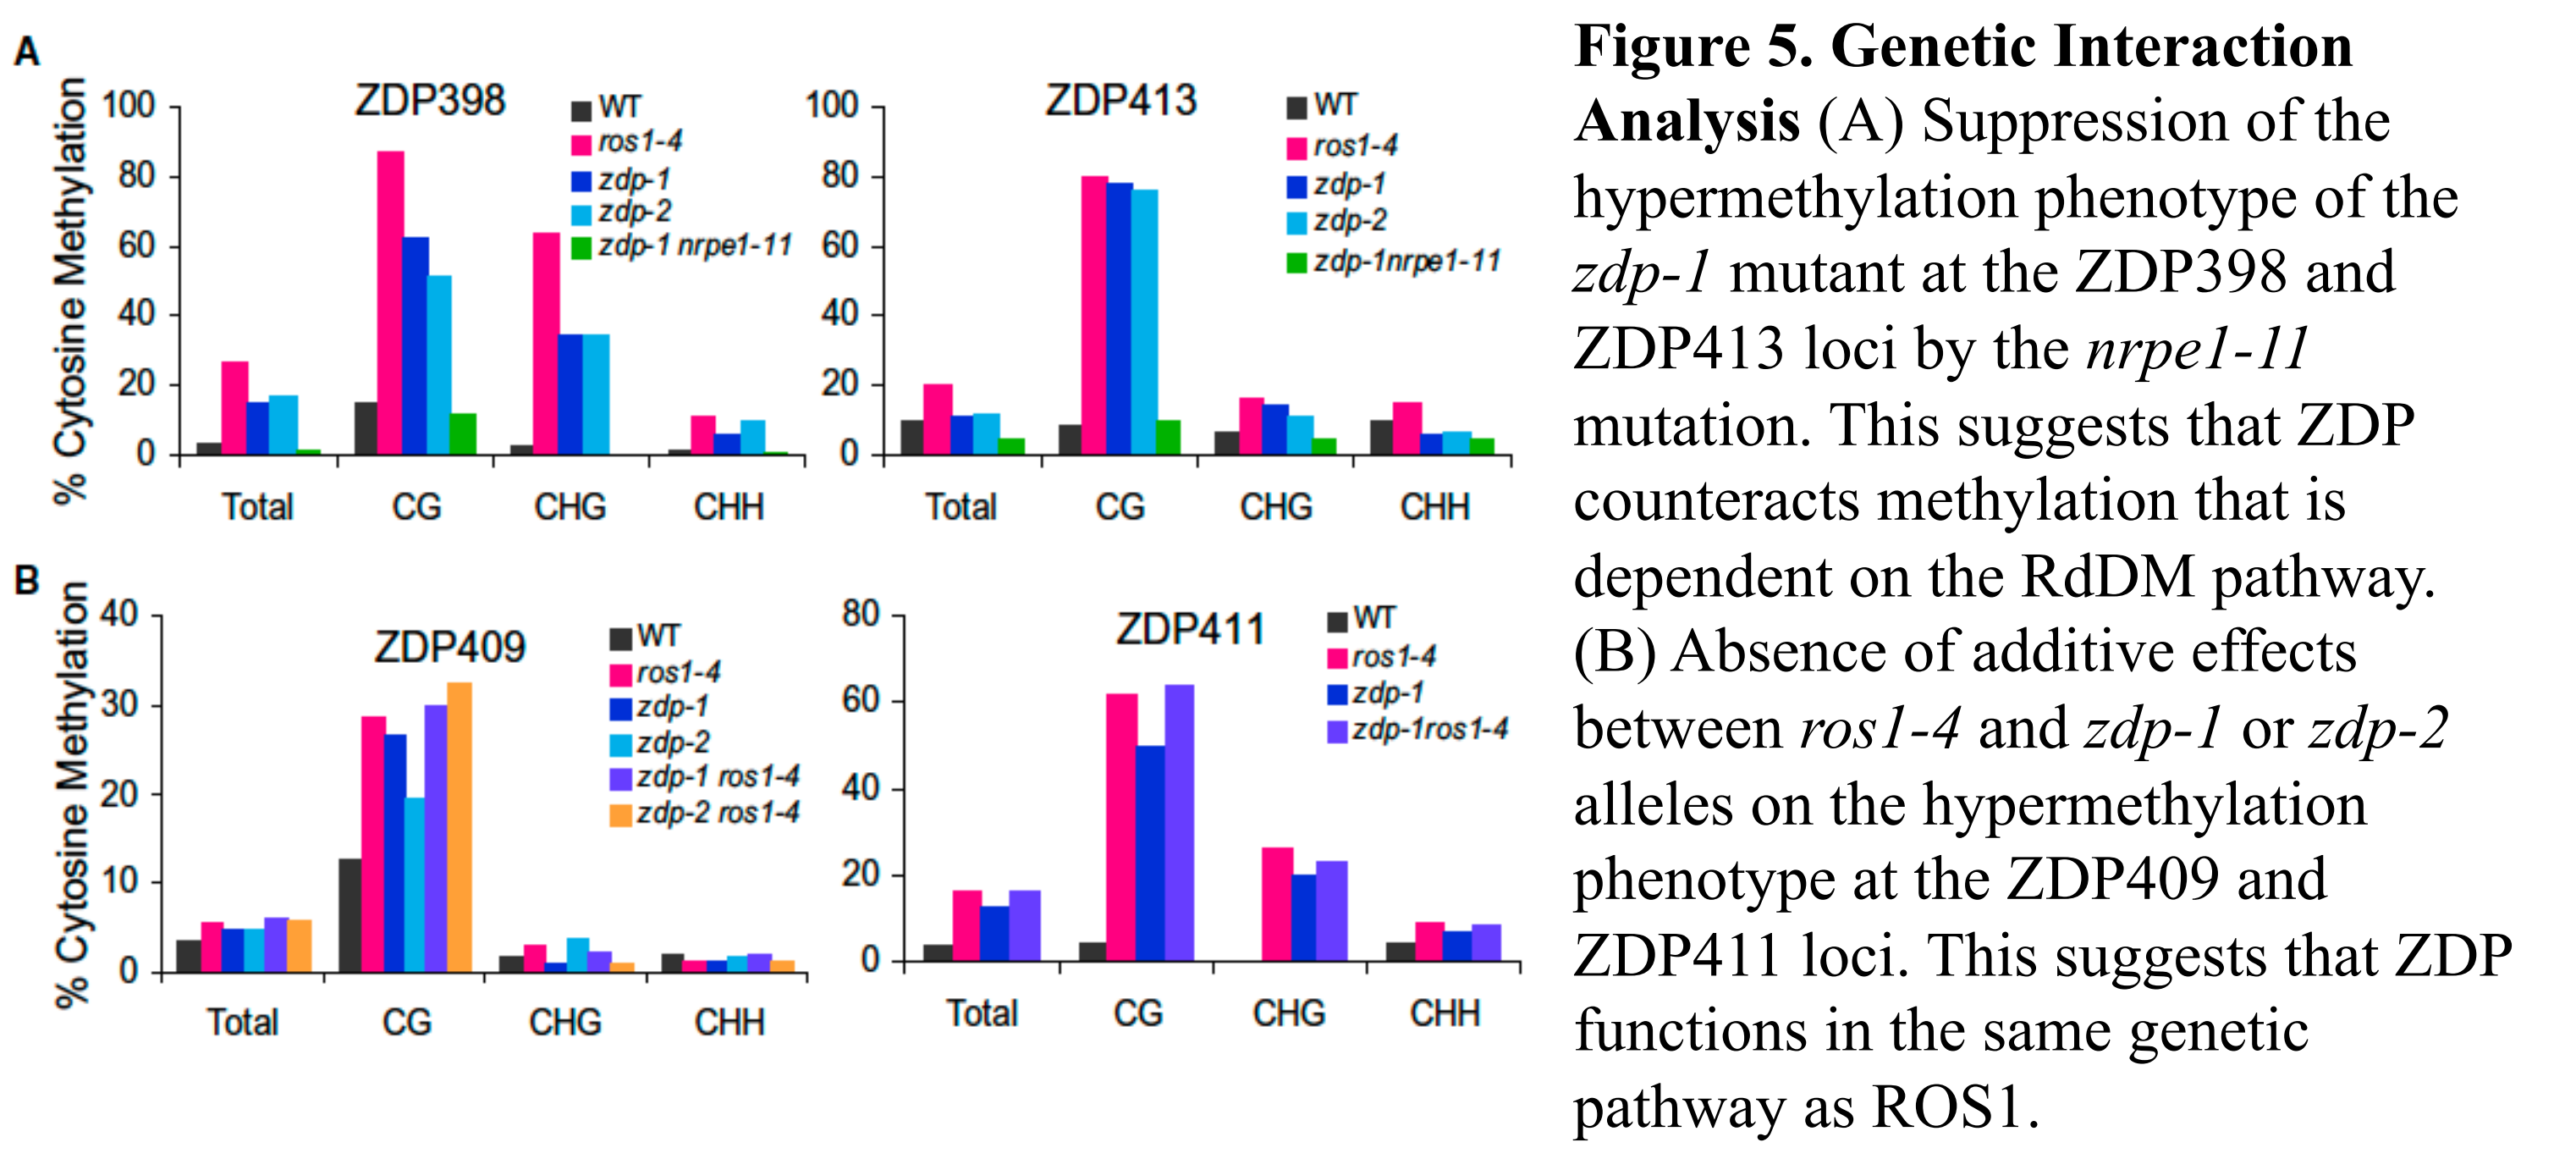 A
% Cytosine Methylation
100
80
60
40
20
0
ZDP398
WT
ros1-4
zdp-1
zdp-2
zdp-1 nrpe1-11
Total CG CHG CHH
100
80
60
40
20
0
ZDP413
WT
ros1-4
zdp-1
zdp-2
zdp-1nrpe1-11
Total CG CHG CHH
B
% Cytosine Methylation
40
30
20
10
0
ZDP409
WT
ros1-4
zdp-1
zdp-2
zdp-1 ros1-4
zdp-2 ros1-4
Total CG CHG CHH
80
60
40
20
0
ZDP411
WT
ros1-4
zdp-1
zdp-1ros1-4
Total CG CHG CHH
Figure 5. Genetic Interaction
Analysis (A) Suppression of the
hypermethylation phenotype of the
zdp-1 mutant at the ZDP398 and
ZDP413 loci by the nrpe1-11
mutation. This suggests that ZDP
counteracts methylation that is
dependent on the RdDM pathway.
(B) Absence of additive effects
between ros1-4 and zdp-1 or zdp-2
alleles on the hypermethylation
phenotype at the ZDP409 and
ZDP411 loci. This suggests that ZDP
functions in the same genetic
pathway as ROS1.